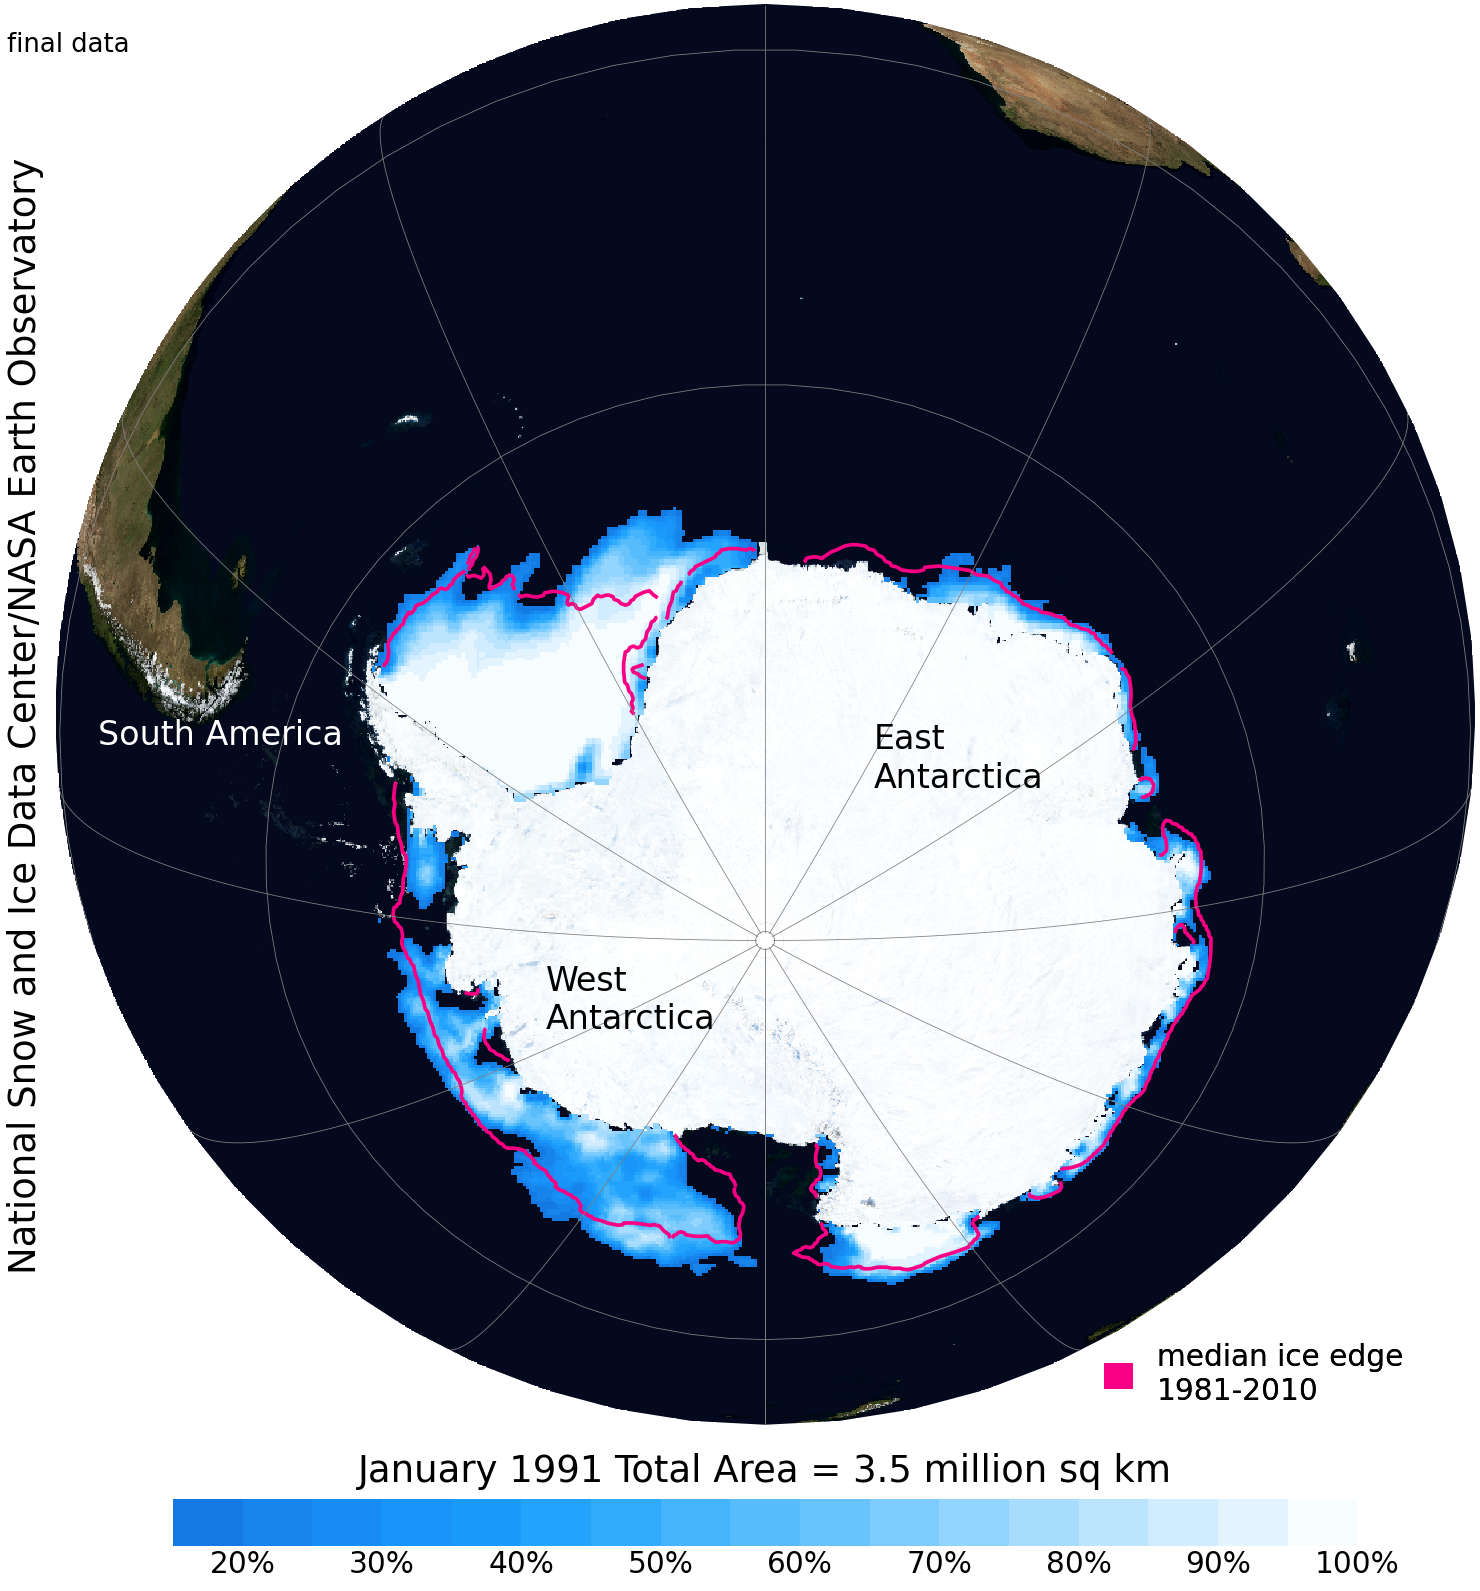 final data
National Snow and Ice Data Center/NASA Earth Observatory
South America
East
Antarctica
West
Antarctica
median ice edge
1981-2010
January 1991 Total Area = 3.5 million sq km
20% 30% 40% 50% 60% 70% 80% 90% 100%